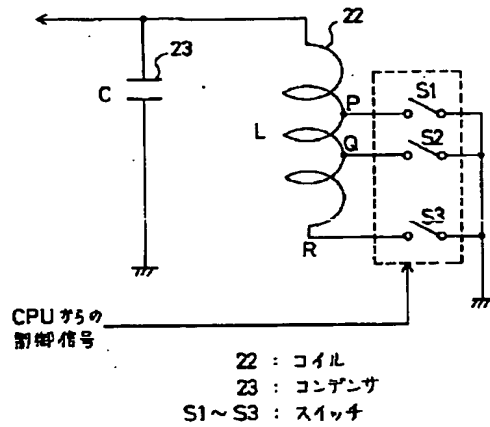 22
23
C
L
P
S1
Q
S2
S3
R
CPUからの
制御信号
22 : コイル
23 : コンデンサ
S1~S3 : スイッチ